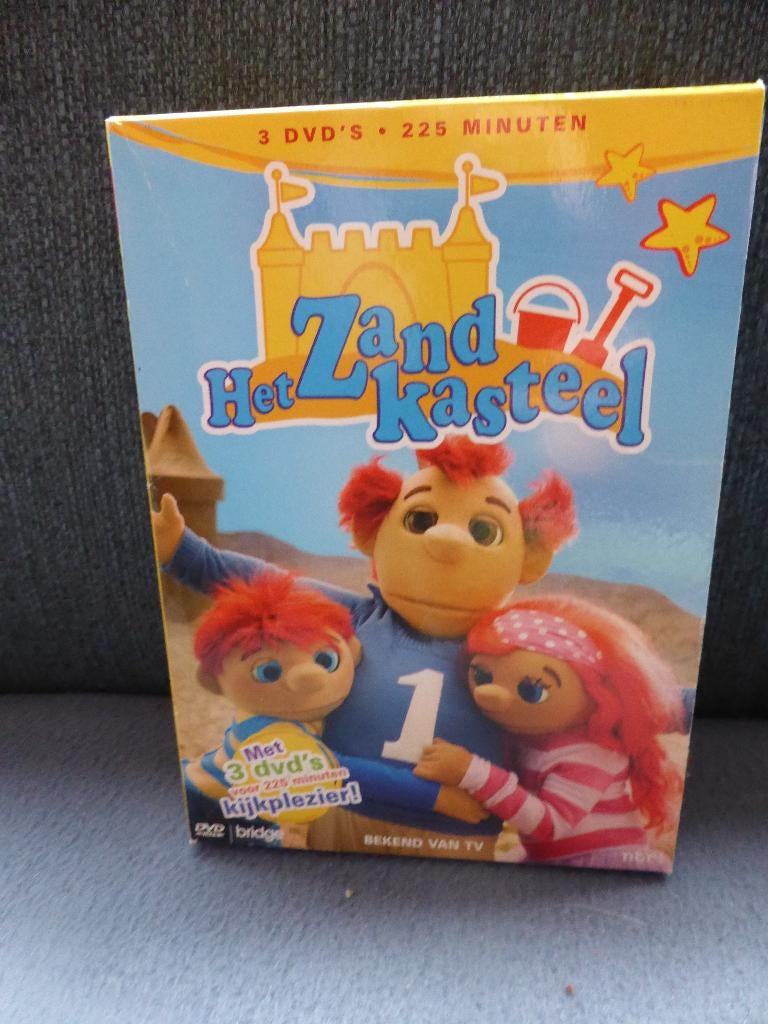 3 DVD'S • 225 MINUTEN
Het Zand
kasteel
1
Met
3 dvd's
voor 225 minuten
kijkplezier!
DVD
bridge
BEKEND VAN TV
ntr: